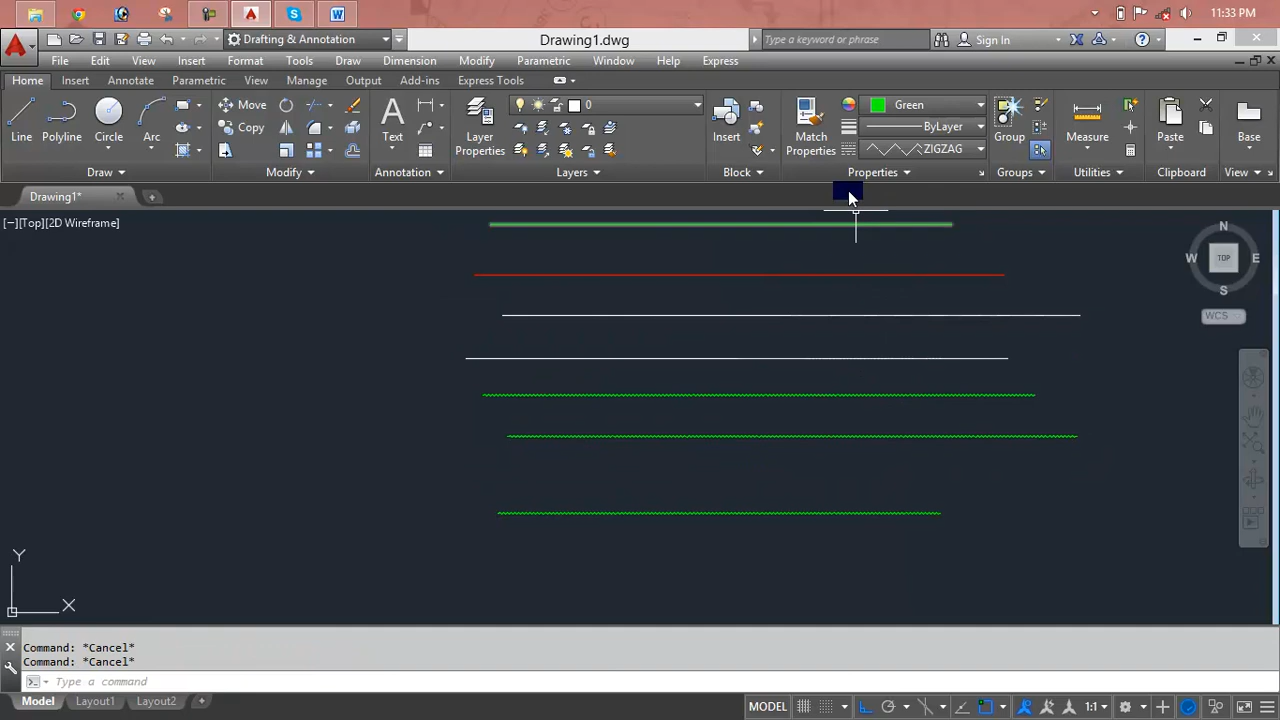 11:33 PM
Drafting & Annotation
Drawing1.dwg
Type a keyword or phrase
Sign In
File Edit View Insert Format Tools Draw Dimension Modify Parametric Window Help Express
Home Insert Annotate Parametric View Manage Output Add-ins Express Tools
Line Polyline Circle Arc
Move
Copy
Text
Layer Properties
0
Insert
Match Properties
Green
ByLayer
ZIGZAG
Group
Measure
Paste
Base
Draw Modify Annotation Layers Block Properties Groups Utilities Clipboard View
Drawing1*
[−][Top][2D Wireframe]
N
W TOP E
S
WCS
Y
X
Command: *Cancel*
Command: *Cancel*
Type a command
Model Layout1 Layout2 +
MODEL 1:1